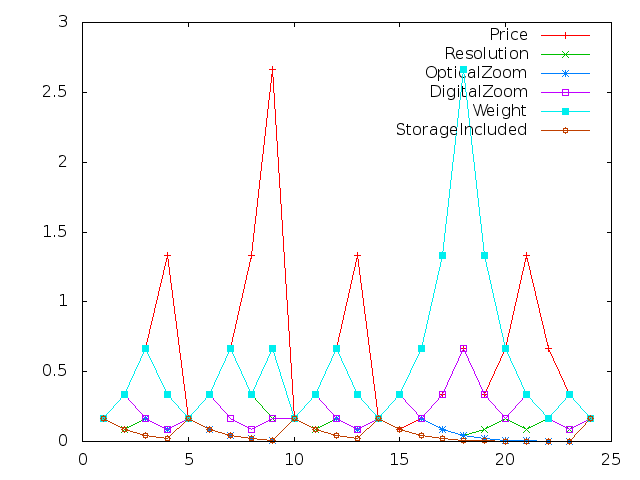 3
Price
Resolution
OpticalZoom
2.5
DigitalZoom
Weight
StorageIncluded
2
1.5
1
0.5
0
0 5 10 15 20 25